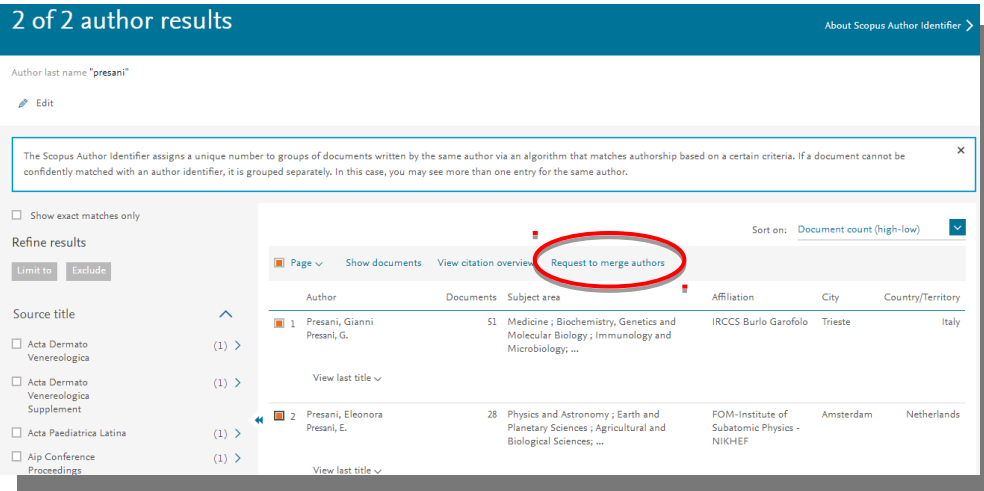 2 of 2 author results
About Scopus Author Identifier
Author last name "presani"
Edit
The Scopus Author Identifier assigns a unique number to groups of documents written by the same author via an algorithm that matches authorship based on a certain criteria. If a document cannot be
confidently matched with an author identifier, it is grouped separately. In this case, you may see more than one entry for the same author.
Show exact matches only
Refine results
Limit to Exclude
Source title
Acta Dermato (1)
Venereologica
Acta Dermato (1)
Venereologica
Supplement
Acta Paediatrica Latina (1)
Aip Conference (1)
Proceedings
Sort on: Document count (high-low)
Page Show documents View citation overview Request to merge authors
Author Documents Subject area Affiliation City Country/Territory
1 Presani, Gianni 51 Medicine ; Biochemistry, Genetics and IRCCS Burlo Garofolo Trieste Italy
Presani, G. Molecular Biology ; Immunology and
Microbiology; ...
View last title
2 Presani, Eleonora 28 Physics and Astronomy ; Earth and FOM-Institute of Amsterdam Netherlands
Presani, E. Planetary Sciences ; Agricultural and Subatomic Physics -
Biological Sciences; ... NIKHEF
View last title